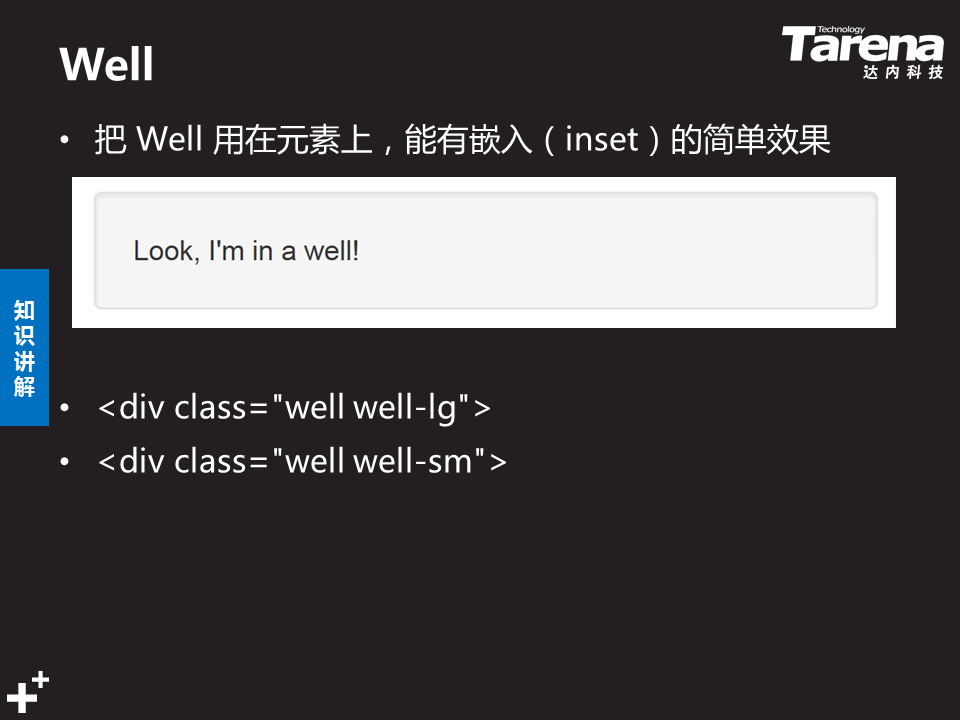 Well
Technology
Tarena
达内科技
• 把 Well 用在元素上，能有嵌入（inset）的简单效果
Look, I'm in a well!
知识讲解
• <div class="well well-lg">
• <div class="well well-sm">